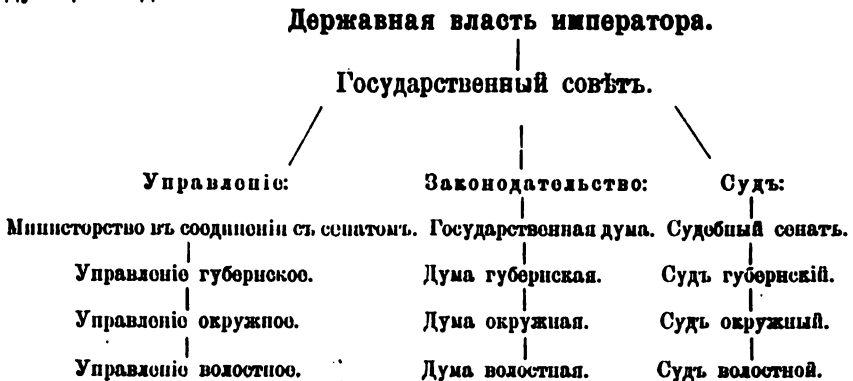 Державная власть императора.
Государственный совѣтъ.
Управленіе: Законодательство: Судъ:
Министерство въ соединеніи съ сенатомъ. Государственная дума. Судебный сенатъ.
Управленіе губернское. Дума губернская. Судъ губернскій.
Управленіе окружное. Дума окружная. Судъ окружный.
Управленіе волостное. Дума волостная. Судъ волостной.